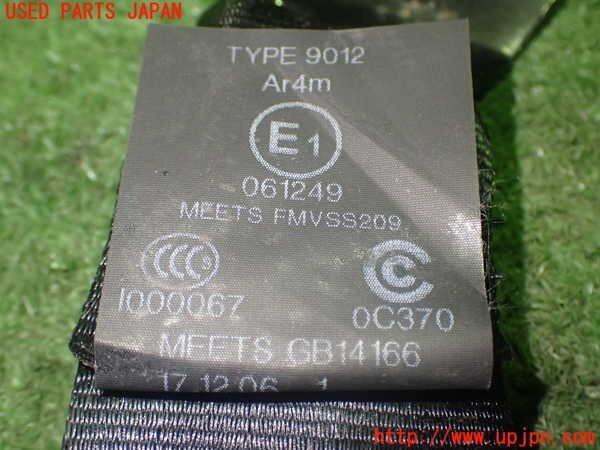 USED PARTS JAPAN
TYPE 9012
Ar4m
E1
061249
MEETS FMVSS209
CCC
C
I000067
0C370
MEETS GB14166
17.12.06 1
http://www.upjpn.com